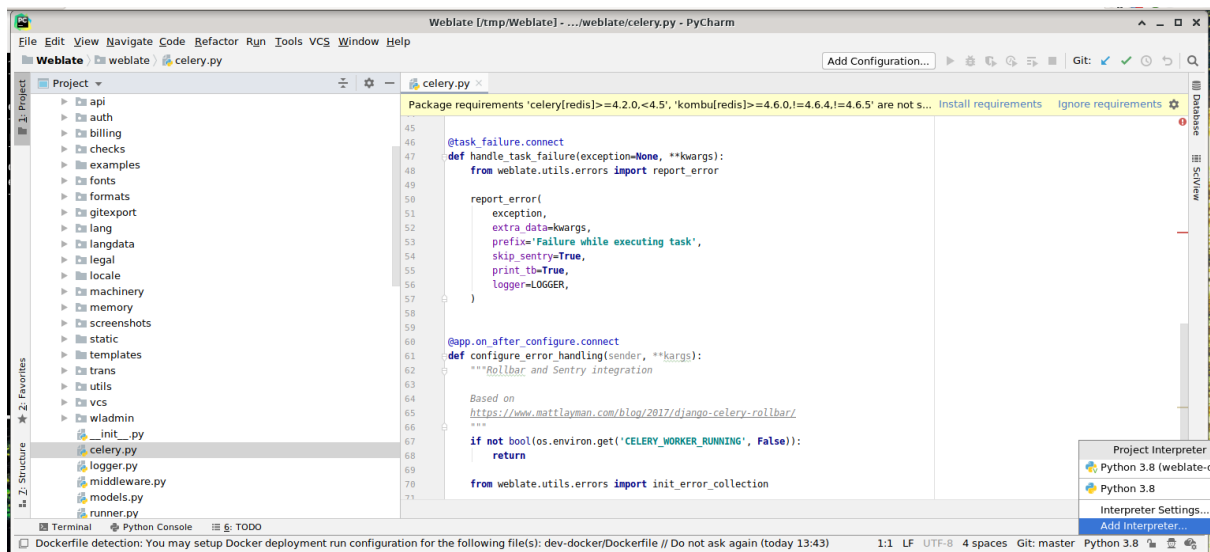 Weblate [/tmp/Weblate] - .../weblate/celery.py - PyCharm
File Edit View Navigate Code Refactor Run Tools VCS Window Help
Weblate weblate celery.py
Add Configuration...
Git:
1: Project
Project
api
auth
billing
checks
examples
fonts
formats
gitexport
lang
langdata
legal
locale
machinery
memory
screenshots
static
templates
trans
utils
vcs
wladmin
__init__.py
celery.py
logger.py
middleware.py
models.py
runner.py
2: Favorites
7: Structure
celery.py
Package requirements 'celery[redis]>=4.2.0,<4.5', 'kombu[redis]>=4.6.0,!=4.6.4,!=4.6.5' are not s... Install requirements Ignore requirements
45
46 @task_failure.connect
47 def handle_task_failure(exception=None, **kwargs):
48 from weblate.utils.errors import report_error
49
50 report_error(
51 exception,
52 extra_data=kwargs,
53 prefix='Failure while executing task',
54 skip_sentry=True,
55 print_tb=True,
56 logger=LOGGER,
57 )
58
59
60 @app.on_after_configure.connect
61 def configure_error_handling(sender, **kargs):
62 """Rollbar and Sentry integration
63
64 Based on
65 https://www.mattlayman.com/blog/2017/django-celery-rollbar/
66 """
67 if not bool(os.environ.get('CELERY_WORKER_RUNNING', False)):
68 return
69
70 from weblate.utils.errors import init_error_collection
71
Database
SciView
Project Interpreter
Python 3.8 (weblate-
Python 3.8
Interpreter Settings...
Add Interpreter...
Terminal Python Console 6: TODO
Dockerfile detection: You may setup Docker deployment run configuration for the following file(s): dev-docker/Dockerfile // Do not ask again (today 13:43) 1:1 LF UTF-8 4 spaces Git: master Python 3.8